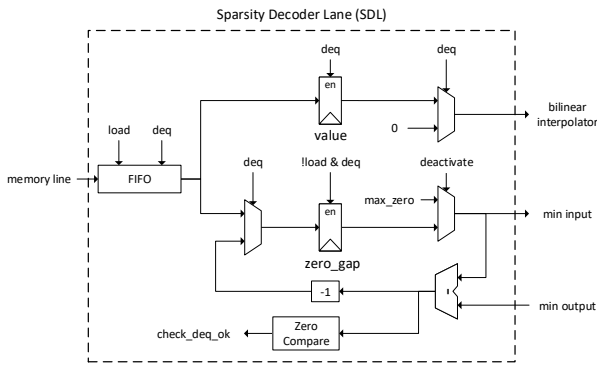 Sparsity Decoder Lane (SDL)
deq
deq
en
value
0
bilinear
interpolator
load
deq
memory line
FIFO
deq
!load & deq
deactivate
max_zero
en
zero_gap
min input
-1
min output
check_deq_ok
Zero
Compare